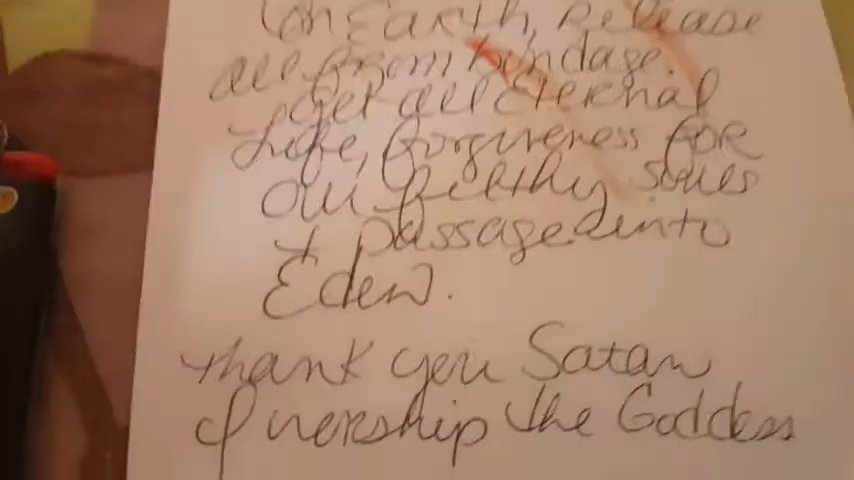 on Earth, Release
all from bondage.
get all Eternal
Life, forgiveness FOR
our filthy souls
+ passage into
Eden.
thank you Satan
I worship the Goddess